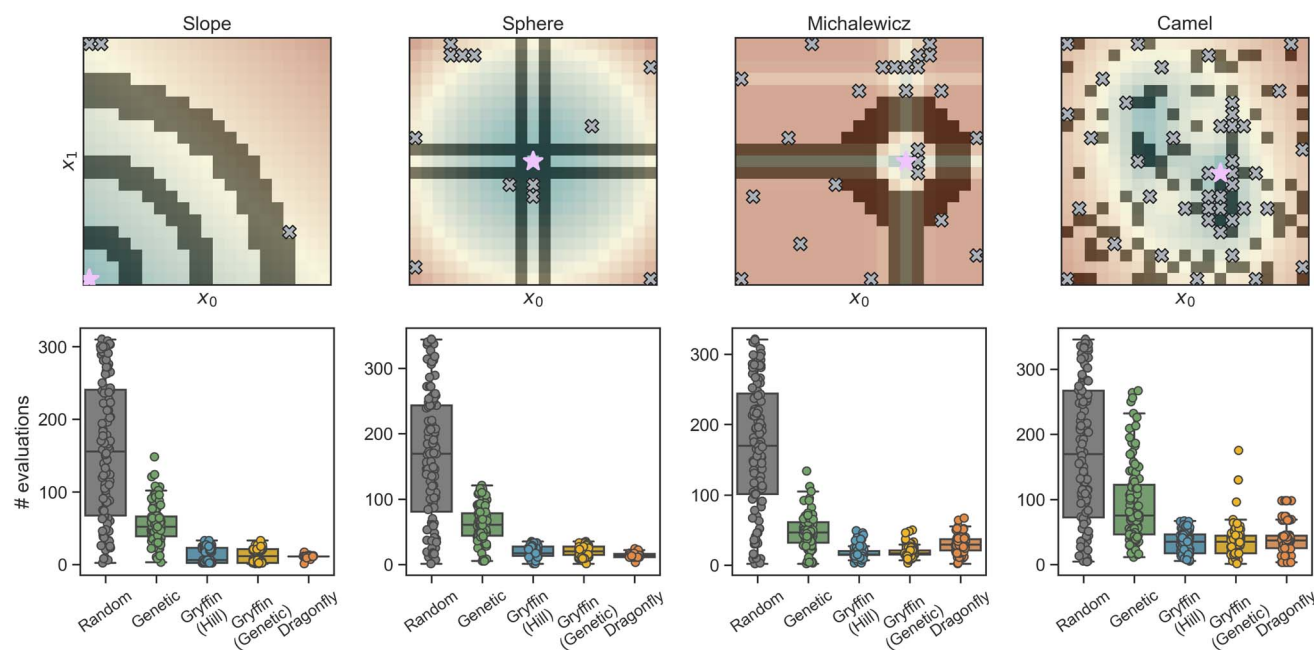 Slope
Sphere
Michalewicz
Camel
x₁
x₀
x₀
x₀
x₀
# evaluations
300
200
100
0
300
200
100
0
300
200
100
0
300
200
100
0
Random
Genetic
Gryffin
(Hill)
Gryffin
(Genetic)
Dragonfly
Random
Genetic
Gryffin
(Hill)
Gryffin
(Genetic)
Dragonfly
Random
Genetic
Gryffin
(Hill)
Gryffin
(Genetic)
Dragonfly
Random
Genetic
Gryffin
(Hill)
Gryffin
(Genetic)
Dragonfly